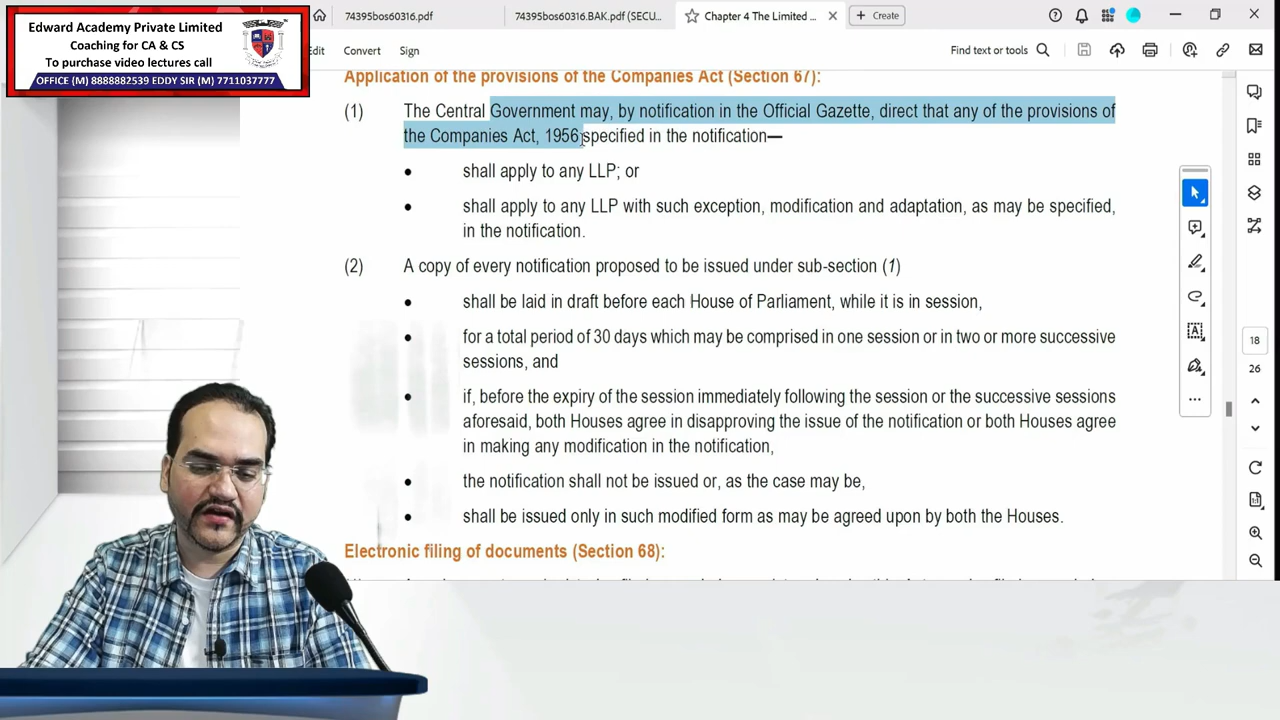 Edward Academy Private Limited
Coaching for CA & CS
To purchase video lectures call
OFFICE (M) 8888882539 EDDY SIR (M) 7711037777
74395bos60316.pdf
74395bos60316.BAK.pdf (SECU...
Chapter 4 The Limited ...
Create
Edit
Convert
Sign
Find text or tools
Application of the provisions of the Companies Act (Section 67):
(1) The Central Government may, by notification in the Official Gazette, direct that any of the provisions of
the Companies Act, 1956 specified in the notification—
• shall apply to any LLP; or
• shall apply to any LLP with such exception, modification and adaptation, as may be specified,
in the notification.
(2) A copy of every notification proposed to be issued under sub-section (1)
• shall be laid in draft before each House of Parliament, while it is in session,
• for a total period of 30 days which may be comprised in one session or in two or more successive
sessions, and
• if, before the expiry of the session immediately following the session or the successive sessions
aforesaid, both Houses agree in disapproving the issue of the notification or both Houses agree
in making any modification in the notification,
• the notification shall not be issued or, as the case may be,
• shall be issued only in such modified form as may be agreed upon by both the Houses.
Electronic filing of documents (Section 68):
18
26